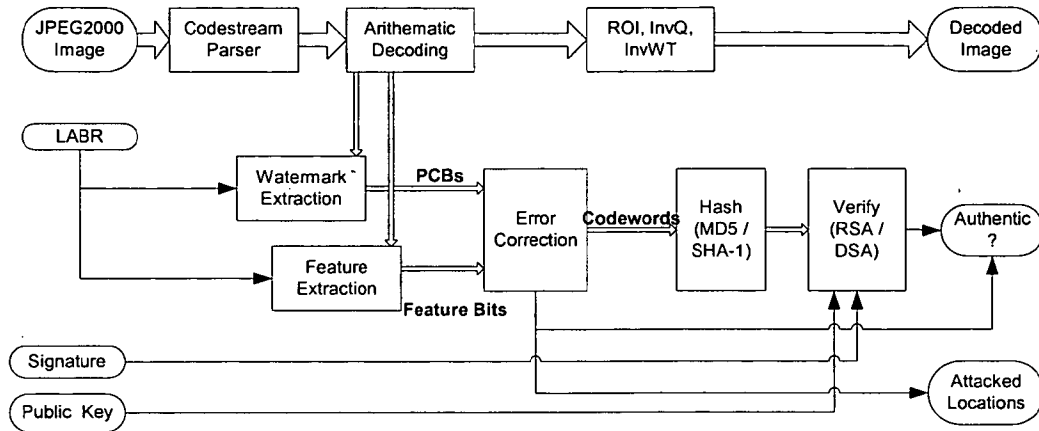 JPEG2000
Image
Codestream
Parser
Arithematic
Decoding
ROI, InvQ,
InvWT
Decoded
Image
LABR
Watermark
Extraction
PCBs
Feature
Extraction
Feature Bits
Error
Correction
Codewords
Hash
(MD5 /
SHA-1)
Verify
(RSA /
DSA)
Authentic
?
Signature
Public Key
Attacked
Locations